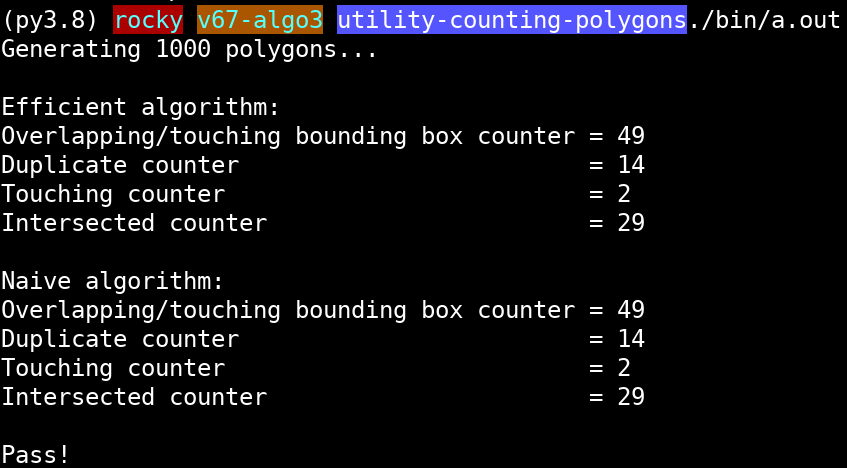 (py3.8) rocky v67-algo3 utility-counting-polygons./bin/a.out
Generating 1000 polygons...
Efficient algorithm:
Overlapping/touching bounding box counter = 49
Duplicate counter                         = 14
Touching counter                          = 2
Intersected counter                       = 29
Naive algorithm:
Overlapping/touching bounding box counter = 49
Duplicate counter                         = 14
Touching counter                          = 2
Intersected counter                       = 29
Pass!